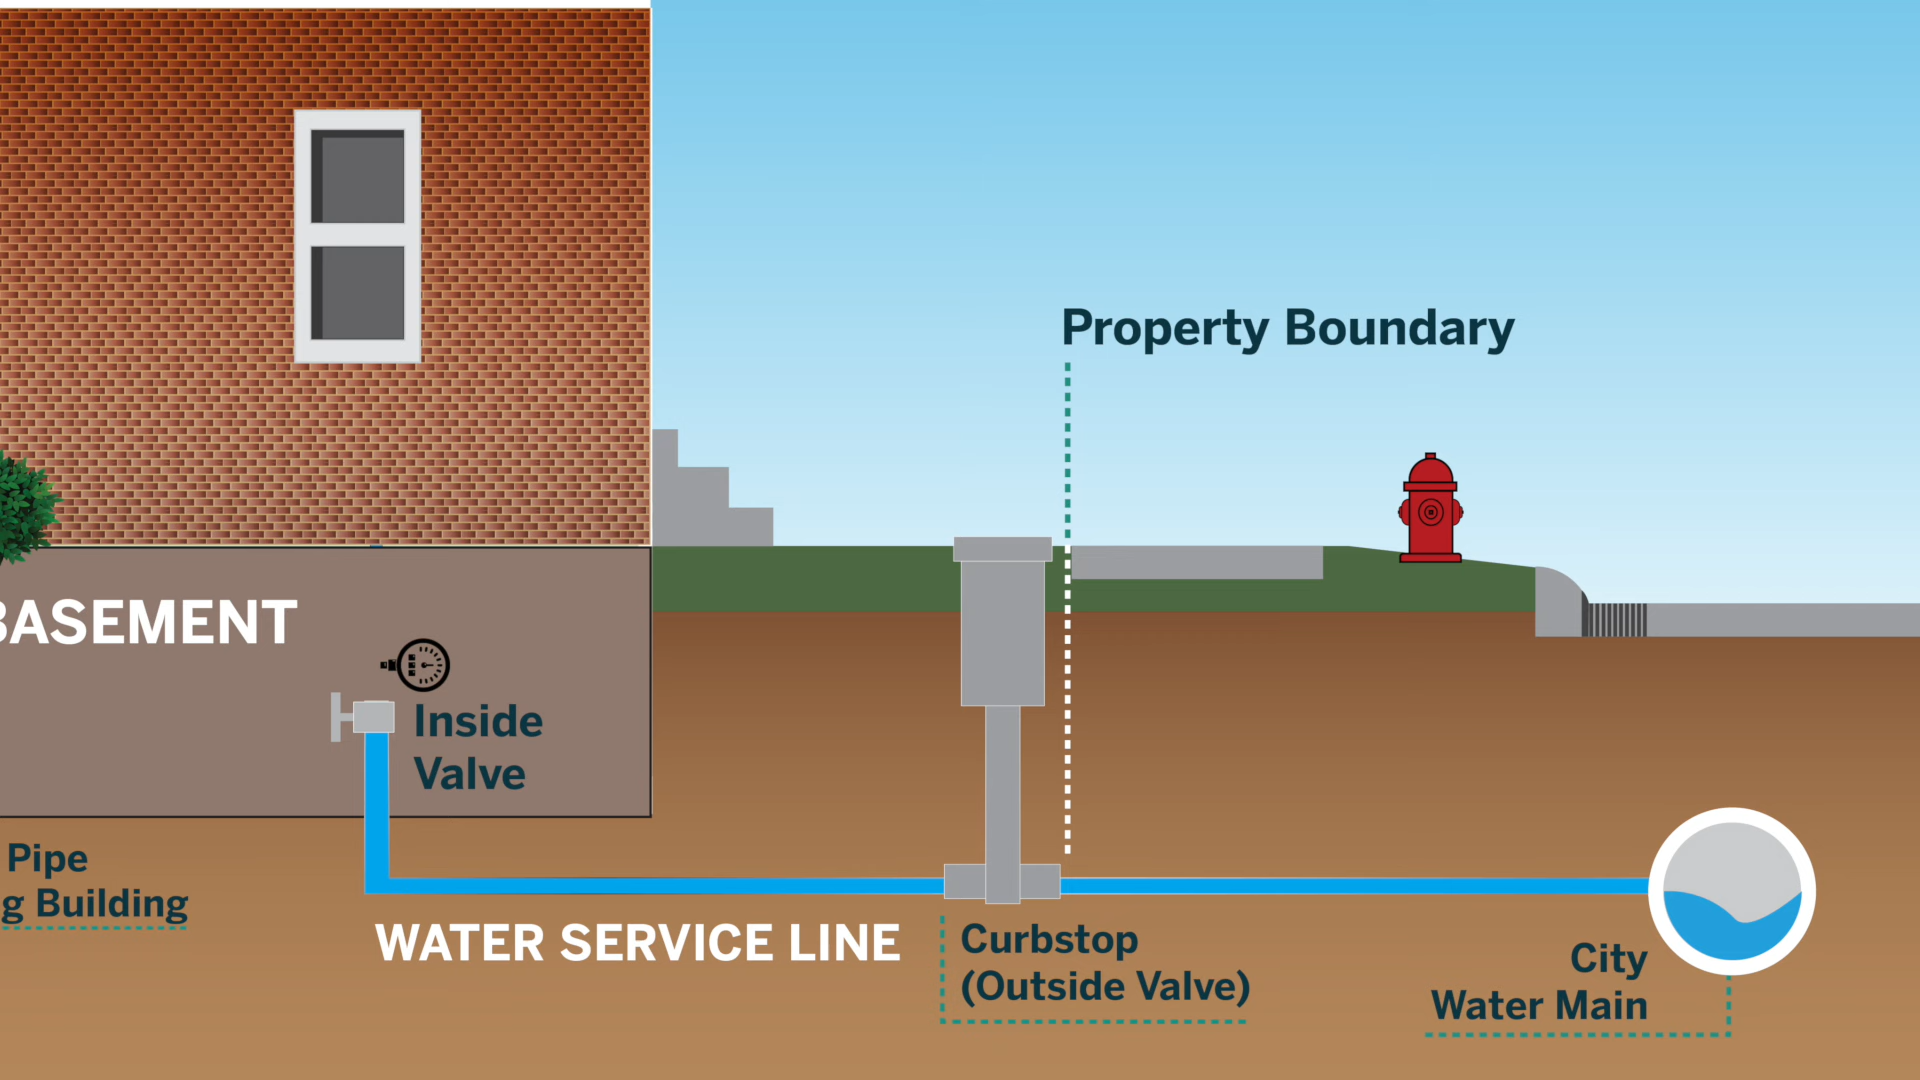 Property Boundary
BASEMENT
Inside
Valve
Pipe
g Building
WATER SERVICE LINE
Curbstop
(Outside Valve)
City
Water Main